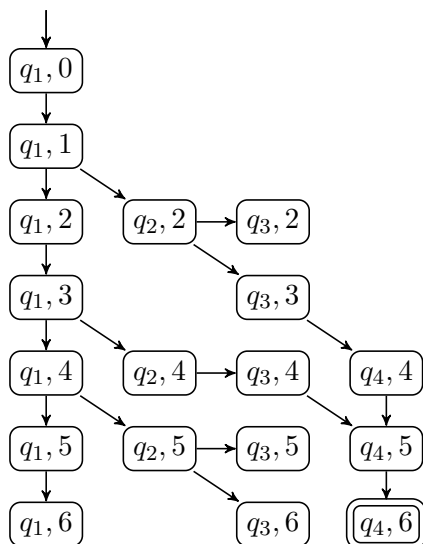 q₁, 0
q₁, 1
q₁, 2 q₂, 2 q₃, 2
q₁, 3 q₃, 3
q₁, 4 q₂, 4 q₃, 4 q₄, 4
q₁, 5 q₂, 5 q₃, 5 q₄, 5
q₁, 6 q₃, 6 q₄, 6